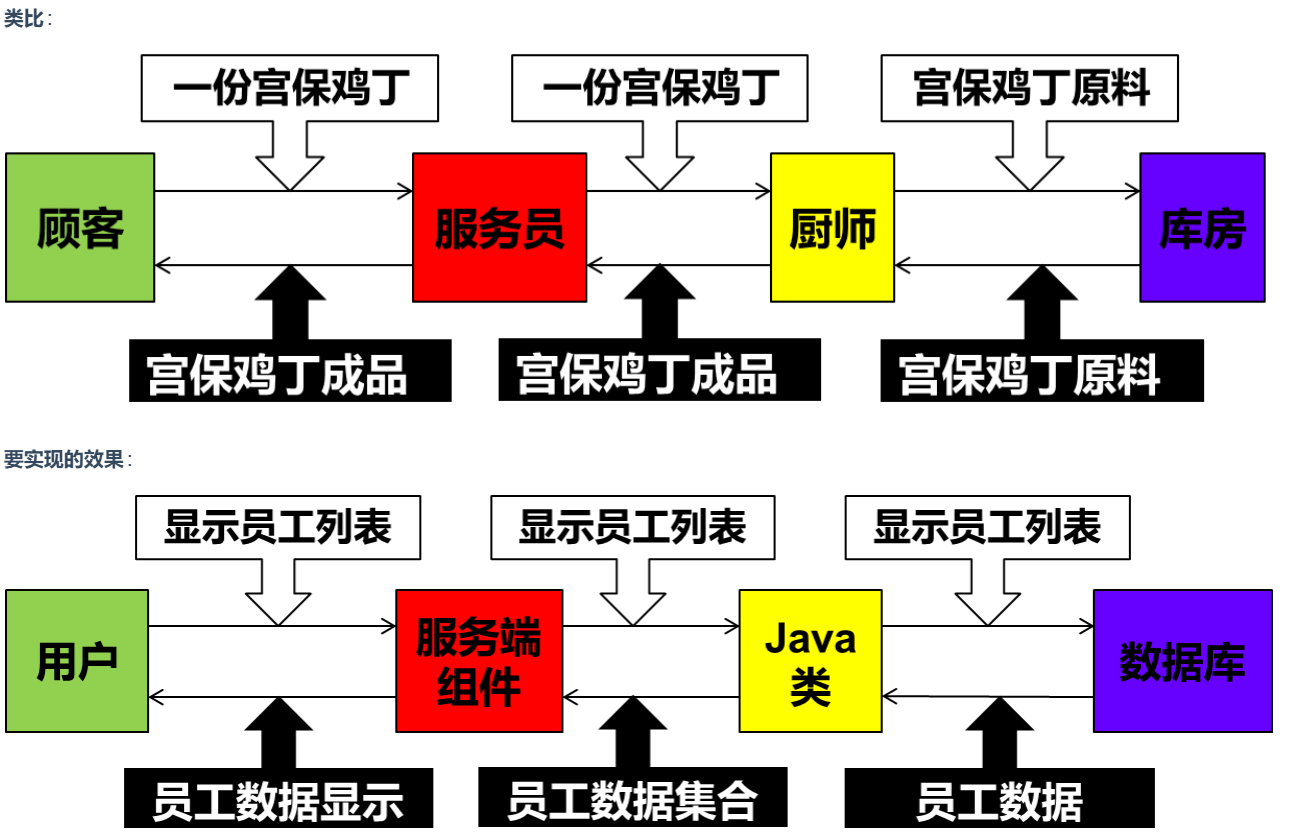 类比：
一份宫保鸡丁
一份宫保鸡丁
宫保鸡丁原料
顾客
服务员
厨师
库房
宫保鸡丁成品
宫保鸡丁成品
宫保鸡丁原料
要实现的效果：
显示员工列表
显示员工列表
显示员工列表
用户
服务端
组件
Java
类
数据库
员工数据显示
员工数据集合
员工数据